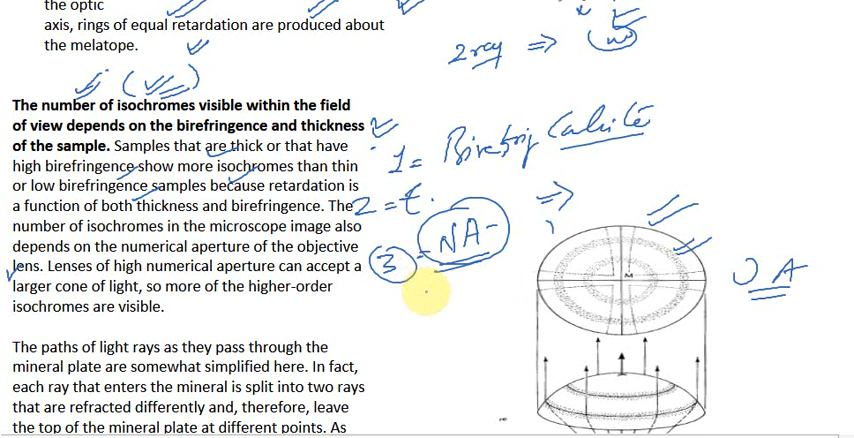 the optic
axis, rings of equal retardation are produced about
the melatope.
The number of isochromes visible within the field
of view depends on the birefringence and thickness
of the sample. Samples that are thick or that have
high birefringence show more isochromes than thin
or low birefringence samples because retardation is
a function of both thickness and birefringence. The
number of isochromes in the microscope image also
depends on the numerical aperture of the objective
lens. Lenses of high numerical aperture can accept a
larger cone of light, so more of the higher-order
isochromes are visible.
The paths of light rays as they pass through the
mineral plate are somewhat simplified here. In fact,
each ray that enters the mineral is split into two rays
that are refracted differently and, therefore, leave
the top of the mineral plate at different points. As
2 ray =>
1 =
2 = t.
=>
3 - NA -
M
O A